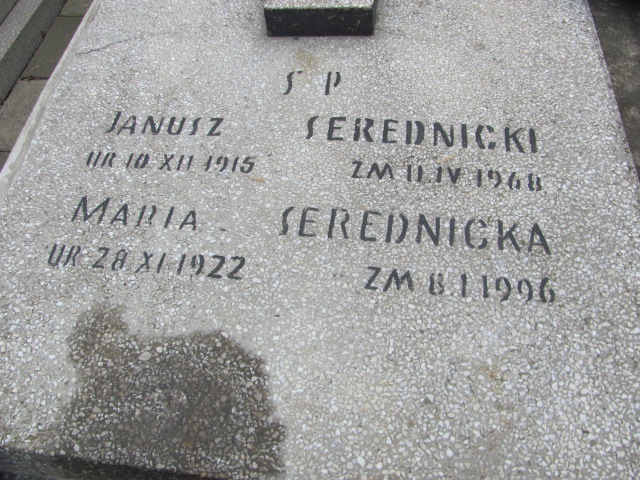 S P
JANUSZ SEREDNICKI
UR 10 XII 1915 ZM 11.IV 1968
MARIA SEREDNICKA
UR 28 XI 1922 ZM 8.I 1996